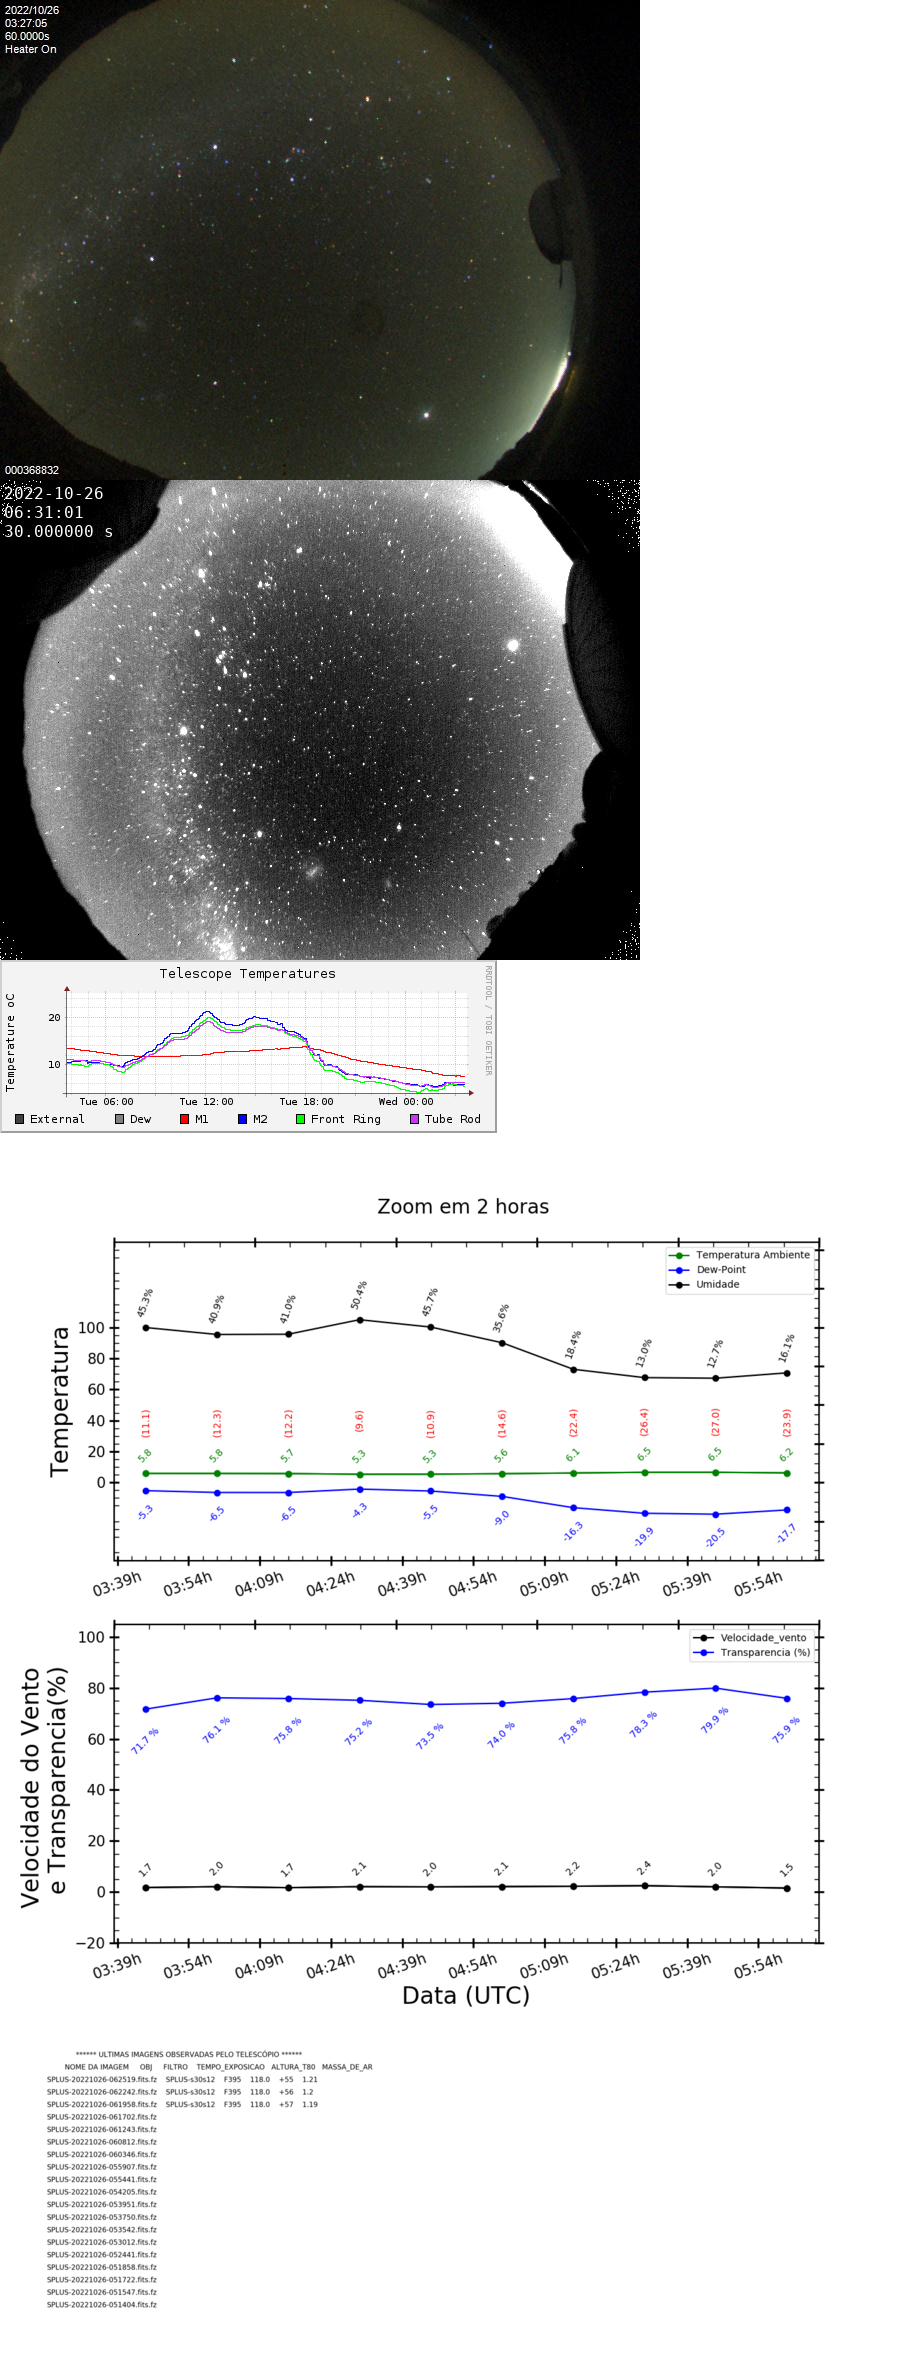 2022/10/26
03:27:05
60.0000s
Heater On
000368832
2022-10-26
06:31:01
30.000000 s
Telescope Temperatures
RRDTOOL / TOBI OETIKER
Temperature oC
20
10
Tue 06:00 Tue 12:00 Tue 18:00 Wed 00:00
External Dew M1 M2 Front Ring Tube Rod
Zoom em 2 horas
Temperatura Ambiente
Dew-Point
Umidade
Temperatura
100
80
60
40
20
0
45.3% 40.9% 41.0% 50.4% 45.7% 35.6% 18.4% 13.0% 12.7% 16.1%
(11.1) (12.3) (12.2) (9.6) (10.9) (14.6) (22.4) (26.4) (27.0) (23.9)
5.8 5.8 5.7 5.3 5.3 5.6 6.1 6.5 6.5 6.2
-5.3 -6.5 -6.5 -4.3 -5.5 -9.0 -16.3 -19.9 -20.5 -17.7
03:39h 03:54h 04:09h 04:24h 04:39h 04:54h 05:09h 05:24h 05:39h 05:54h
Velocidade_vento
Transparencia (%)
Velocidade do Vento
e Transparencia(%)
100
80
60
40
20
0
−20
71.7 % 76.1 % 75.8 % 75.2 % 73.5 % 74.0 % 75.8 % 78.3 % 79.9 % 75.9 %
1.7 2.0 1.7 2.1 2.0 2.1 2.2 2.4 2.0 1.5
03:39h 03:54h 04:09h 04:24h 04:39h 04:54h 05:09h 05:24h 05:39h 05:54h
Data (UTC)
****** ULTIMAS IMAGENS OBSERVADAS PELO TELESCÓPIO ******
NOME DA IMAGEM OBJ FILTRO TEMPO_EXPOSICAO ALTURA_T80 MASSA_DE_AR
SPLUS-20221026-062519.fits.fz SPLUS-s30s12 F395 118.0 +55 1.21
SPLUS-20221026-062242.fits.fz SPLUS-s30s12 F395 118.0 +56 1.2
SPLUS-20221026-061958.fits.fz SPLUS-s30s12 F395 118.0 +57 1.19
SPLUS-20221026-061702.fits.fz
SPLUS-20221026-061243.fits.fz
SPLUS-20221026-060812.fits.fz
SPLUS-20221026-060346.fits.fz
SPLUS-20221026-055907.fits.fz
SPLUS-20221026-055441.fits.fz
SPLUS-20221026-054205.fits.fz
SPLUS-20221026-053951.fits.fz
SPLUS-20221026-053750.fits.fz
SPLUS-20221026-053542.fits.fz
SPLUS-20221026-053012.fits.fz
SPLUS-20221026-052441.fits.fz
SPLUS-20221026-051858.fits.fz
SPLUS-20221026-051722.fits.fz
SPLUS-20221026-051547.fits.fz
SPLUS-20221026-051404.fits.fz